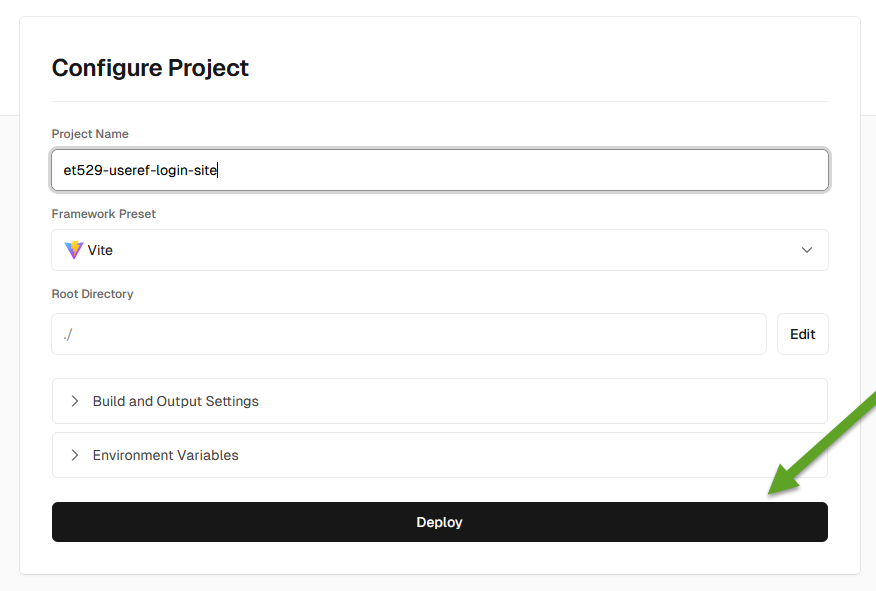 Configure Project
Project Name
et529-useref-login-site
Framework Preset
Vite
Root Directory
./
Edit
Build and Output Settings
Environment Variables
Deploy